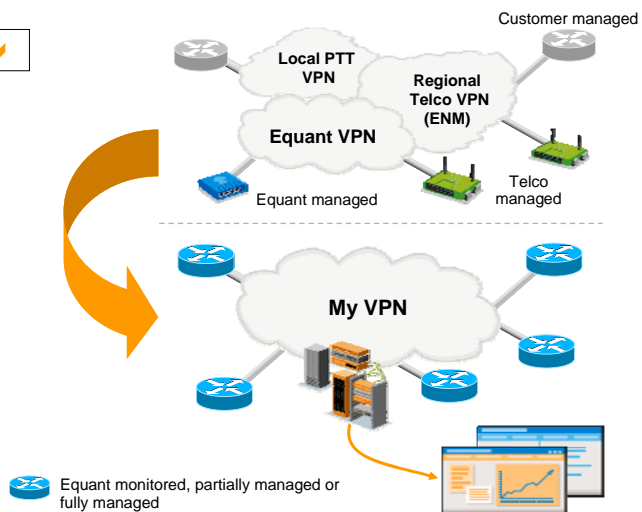 Customer managed
Local PTT
VPN
Regional
Telco VPN
(ENM)
Equant VPN
Equant managed
Telco
managed
My VPN
Equant monitored, partially managed or
fully managed